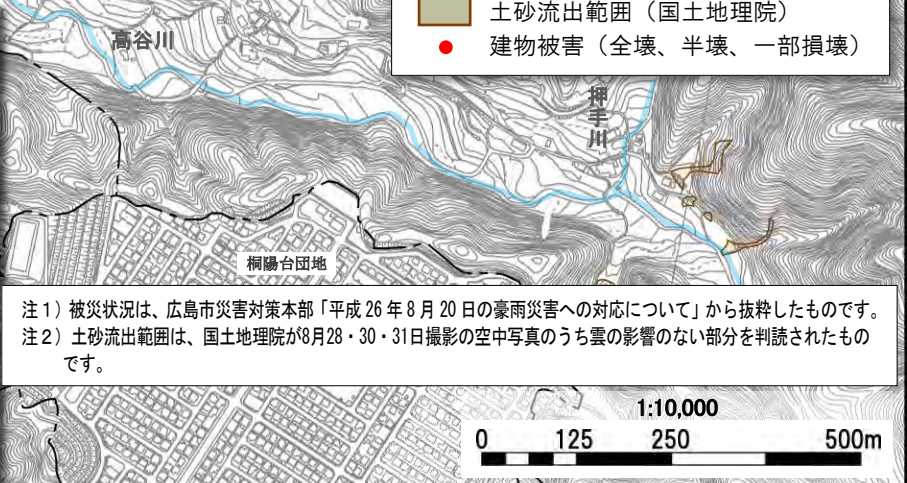 土砂流出範囲（国土地理院）
建物被害（全壊、半壊、一部損壊）
高谷川
押手川
桐陽台団地
注１）被災状況は、広島市災害対策本部「平成 26 年 8 月 20 日の豪雨災害への対応について」から抜粋したものです。
注２）土砂流出範囲は、国土地理院が8月28・30・31日撮影の空中写真のうち雲の影響のない部分を判読されたもの
です。
1:10,000
0 125 250 500m